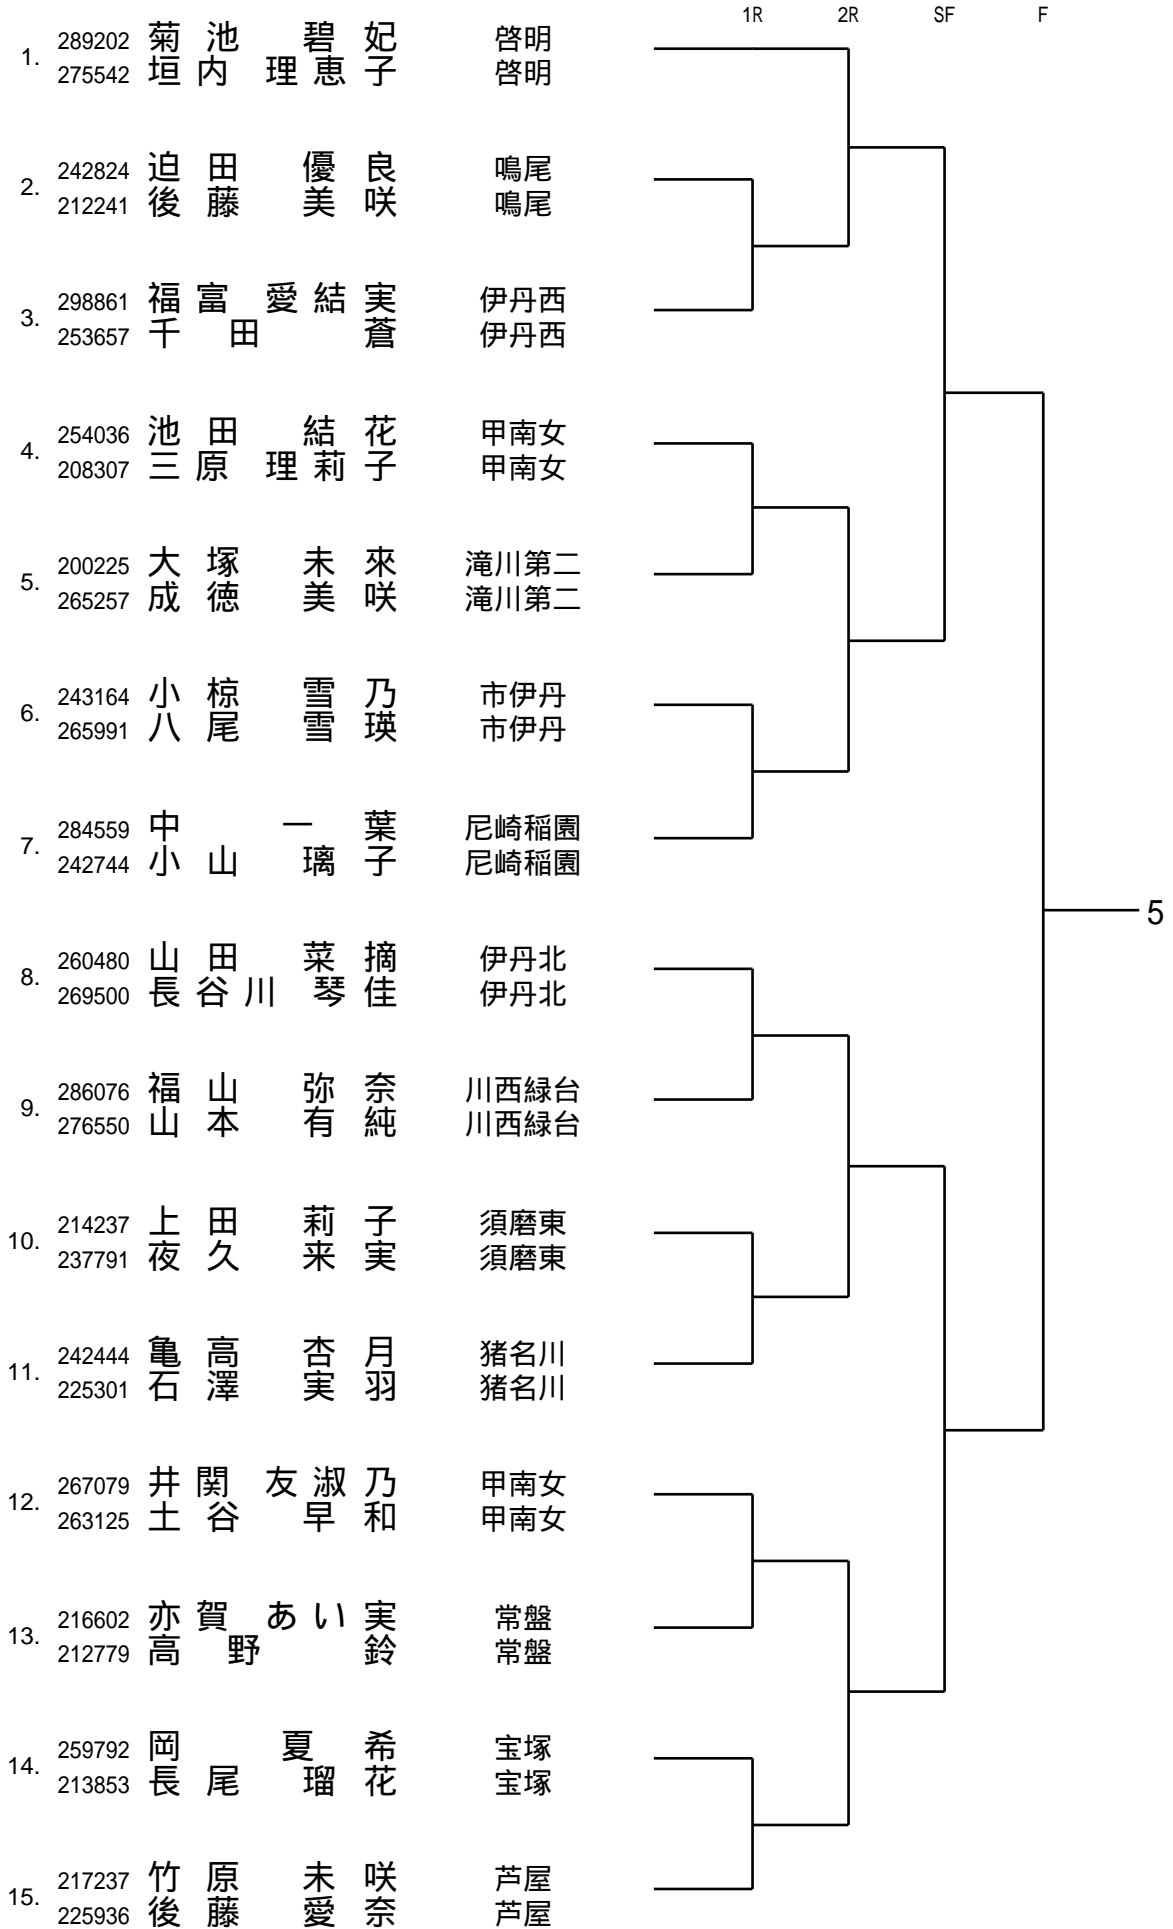 1R 2R SF F
1. 289202 菊池 碧妃 啓明
275542 垣内 理恵子 啓明
2. 242824 迫田 優良 鳴尾
212241 後藤 美咲 鳴尾
3. 298861 福富 愛結実 伊丹西
253657 千田 蒼 伊丹西
4. 254036 池田 結花 甲南女
208307 三原 理莉子 甲南女
5. 200225 大塚 未來 滝川第二
265257 成徳 美咲 滝川第二
6. 243164 小椋 雪乃 市伊丹
265991 八尾 雪瑛 市伊丹
7. 284559 中 一葉 尼崎稲園
242744 小山 璃子 尼崎稲園
5
8. 260480 山田 菜摘 伊丹北
269500 長谷川 琴佳 伊丹北
9. 286076 福山 弥奈 川西緑台
276550 山本 有純 川西緑台
10. 214237 上田 莉子 須磨東
237791 夜久 来実 須磨東
11. 242444 亀高 杏月 猪名川
225301 石澤 実羽 猪名川
12. 267079 井関 友淑乃 甲南女
263125 土谷 早和 甲南女
13. 216602 亦賀 あい実 常盤
212779 高野 鈴 常盤
14. 259792 岡 夏希 宝塚
213853 長尾 瑠花 宝塚
15. 217237 竹原 未咲 芦屋
225936 後藤 愛奈 芦屋